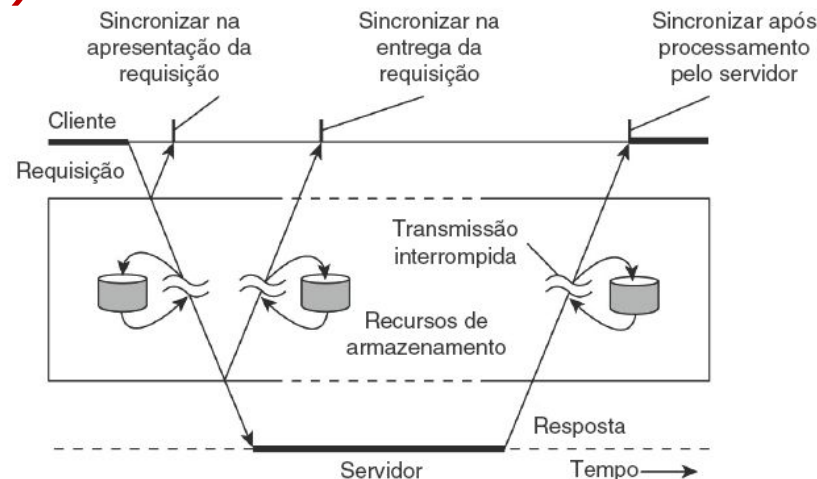 )
Sincronizar na
apresentação da
requisição
Sincronizar na
entrega da
requisição
Sincronizar após
processamento
pelo servidor
Cliente
Requisição
Transmissão
interrompida
Recursos de
armazenamento
Resposta
Servidor
Tempo